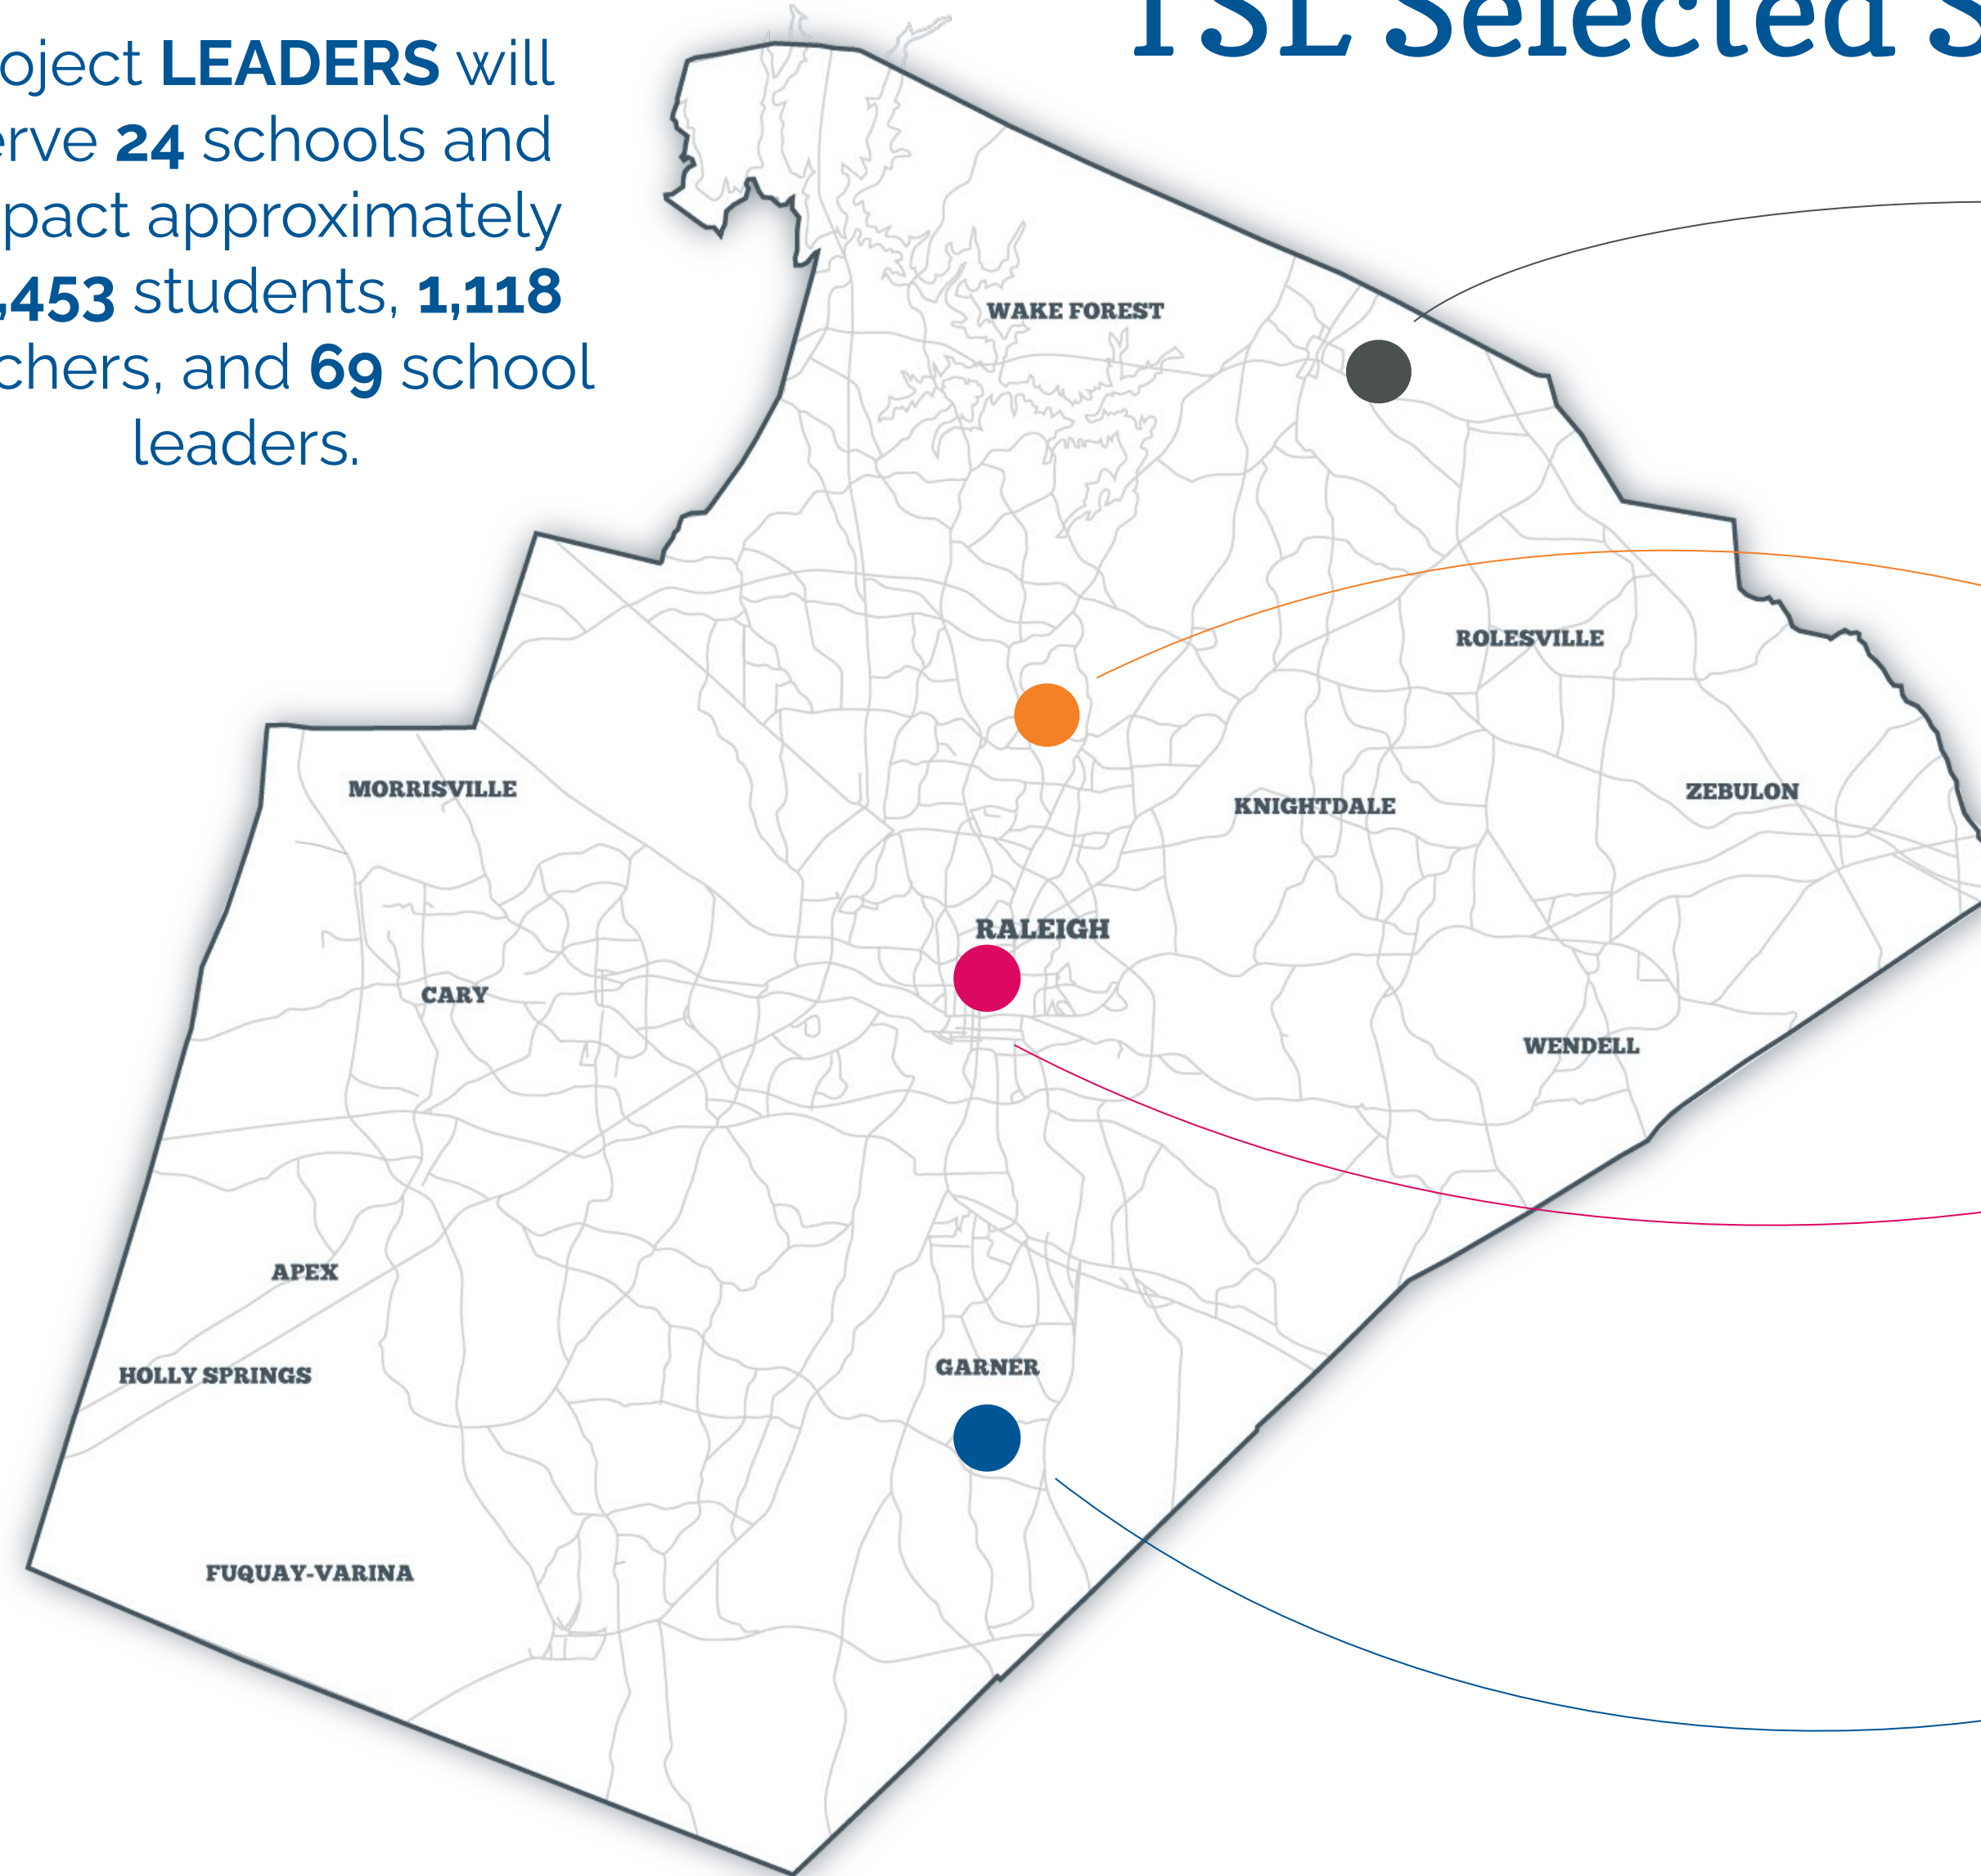 TSL Selected S
oject LEADERS will
erve 24 schools and
pact approximately
,453 students, 1,118
chers, and 69 school
leaders.
WAKE FOREST
ROLESVILLE
MORRISVILLE
KNIGHTDALE
ZEBULON
RALEIGH
CARY
WENDELL
APEX
GARNER
HOLLY SPRINGS
FUQUAY-VARINA